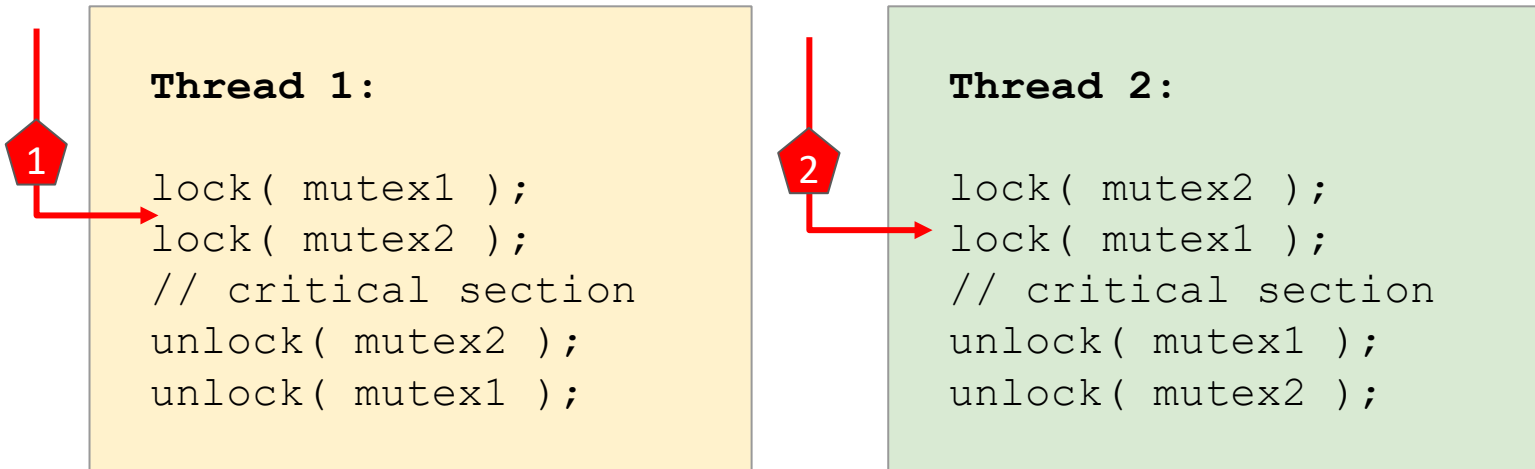 1
Thread 1:
lock( mutex1 );
lock( mutex2 );
// critical section
unlock( mutex2 );
unlock( mutex1 );
2
Thread 2:
lock( mutex2 );
lock( mutex1 );
// critical section
unlock( mutex1 );
unlock( mutex2 );